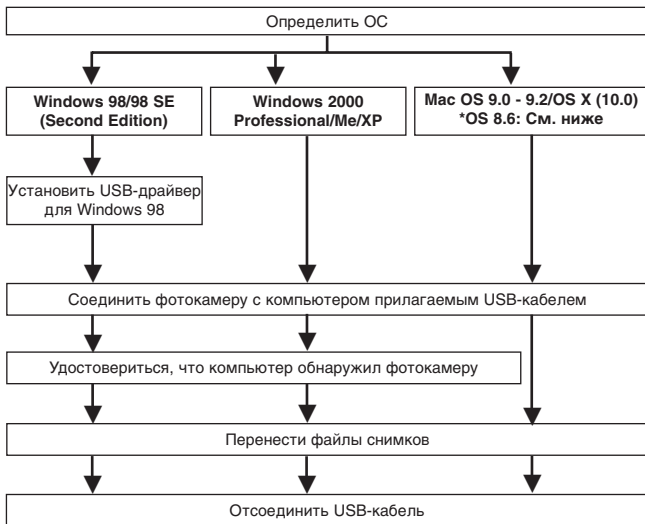 Определить ОС
Windows 98/98 SE
(Second Edition)
Windows 2000
Professional/Me/XP
Mac OS 9.0 - 9.2/OS X (10.0)
*OS 8.6: См. ниже
Установить USB-драйвер
для Windows 98
Соединить фотокамеру с компьютером прилагаемым USB-кабелем
Удостовериться, что компьютер обнаружил фотокамеру
Перенести файлы снимков
Отсоединить USB-кабель